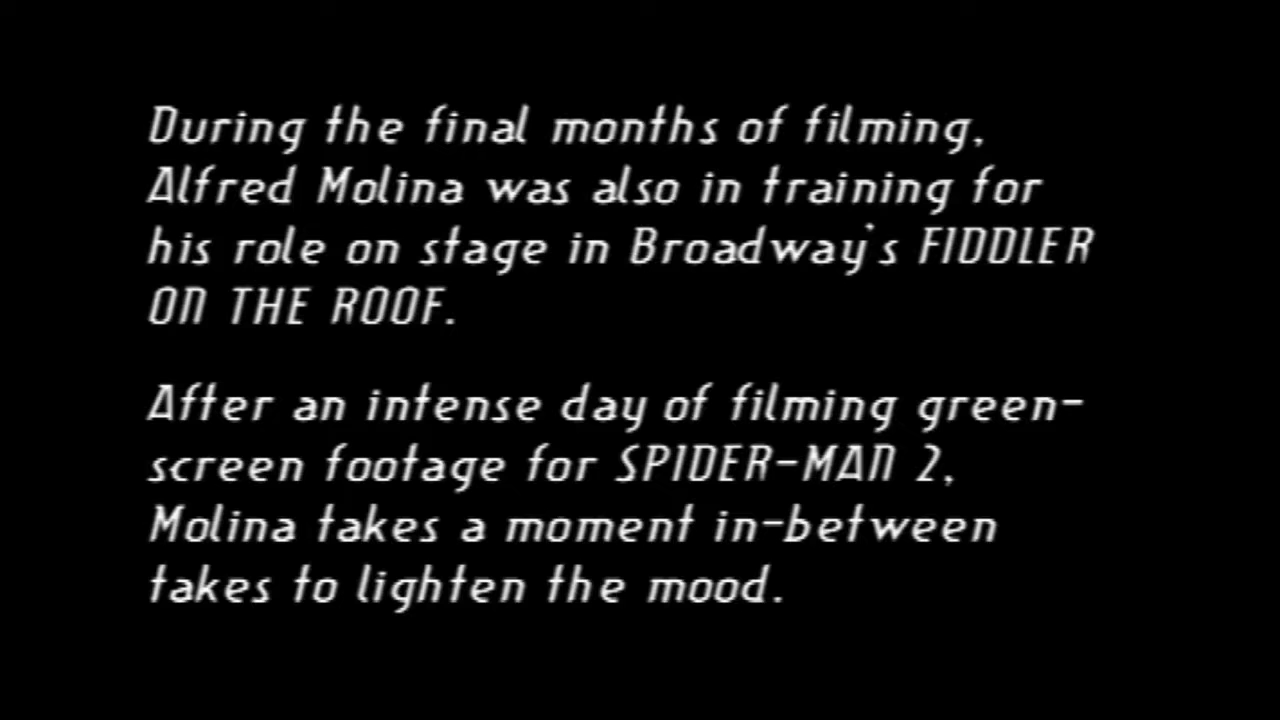 During the final months of filming,
Alfred Molina was also in training for
his role on stage in Broadway's FIDDLER
ON THE ROOF.
After an intense day of filming green-
screen footage for SPIDER-MAN 2,
Molina takes a moment in-between
takes to lighten the mood.